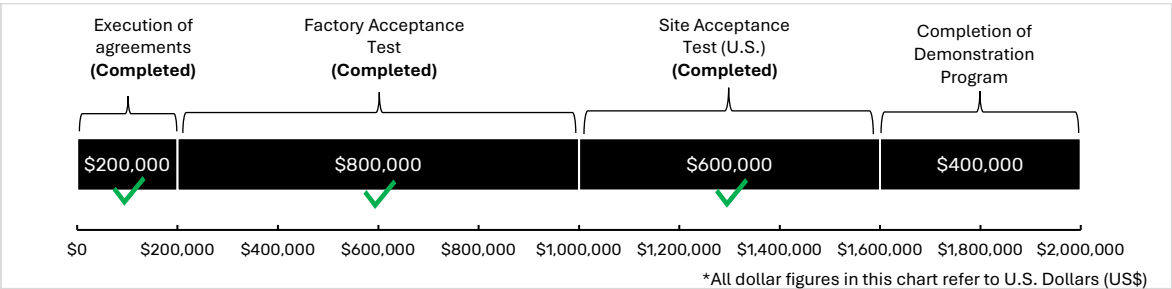 Execution of
agreements
(Completed)
Factory Acceptance
Test
(Completed)
Site Acceptance
Test (U.S.)
(Completed)
Completion of
Demonstration
Program
$200,000
$800,000
$600,000
$400,000
$0 $200,000 $400,000 $600,000 $800,000 $1,000,000 $1,200,000 $1,400,000 $1,600,000 $1,800,000 $2,000,000
*All dollar figures in this chart refer to U.S. Dollars (US$)